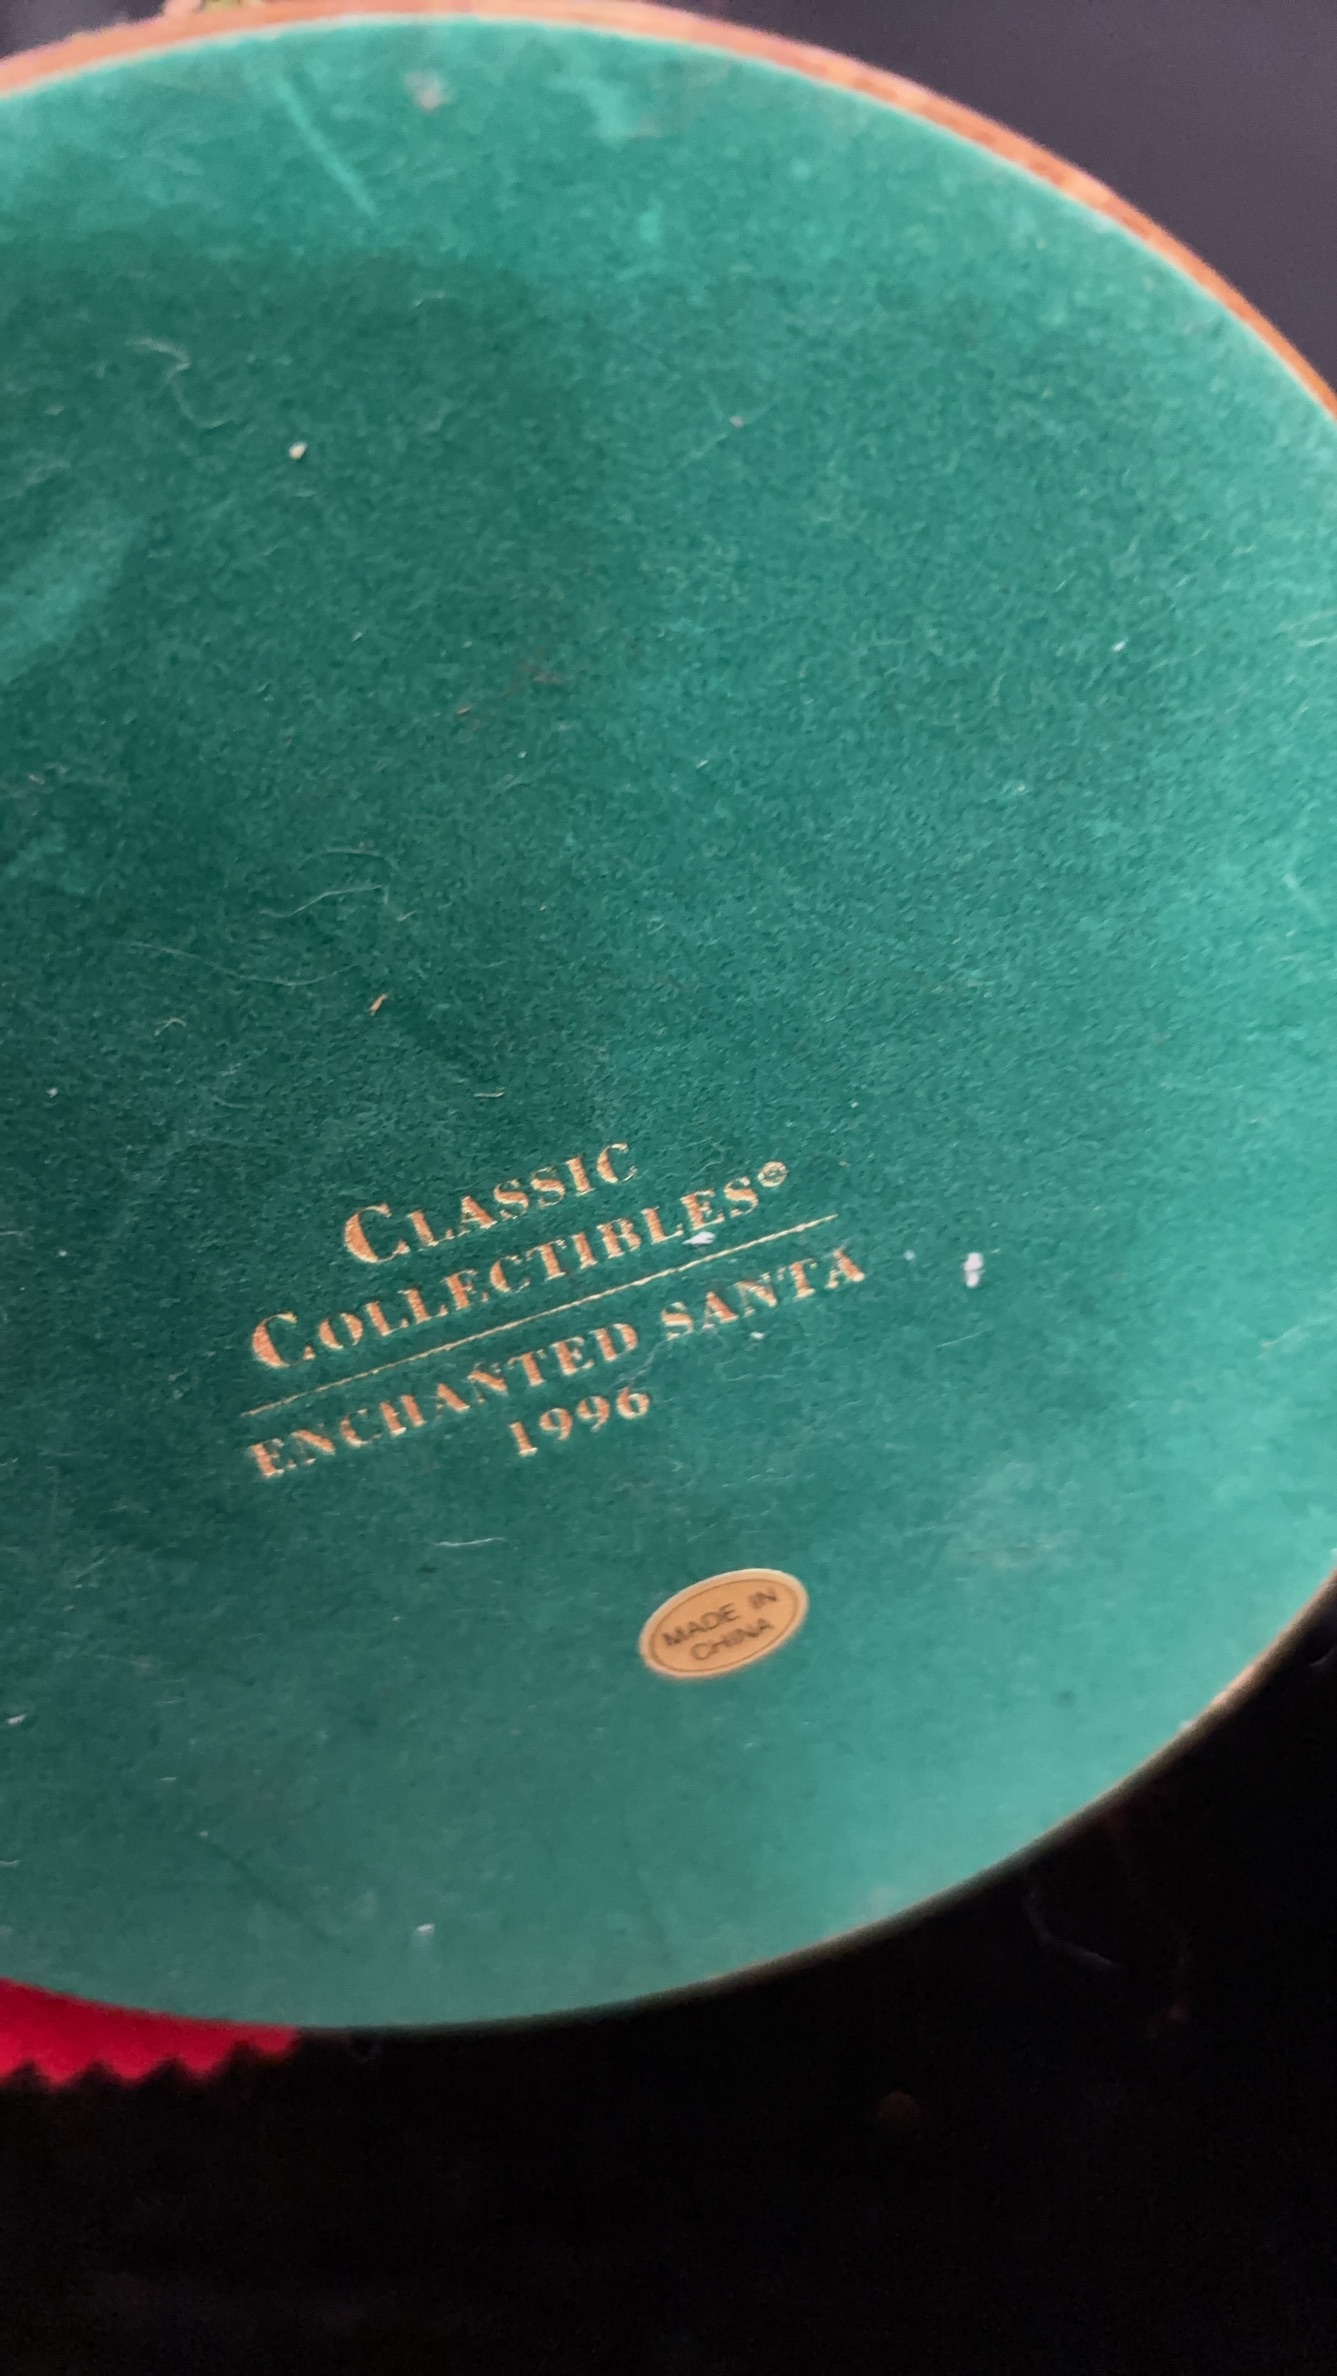 CLASSIC
COLLECTIBLES®
ENCHANTED SANTA
1996
MADE IN
CHINA